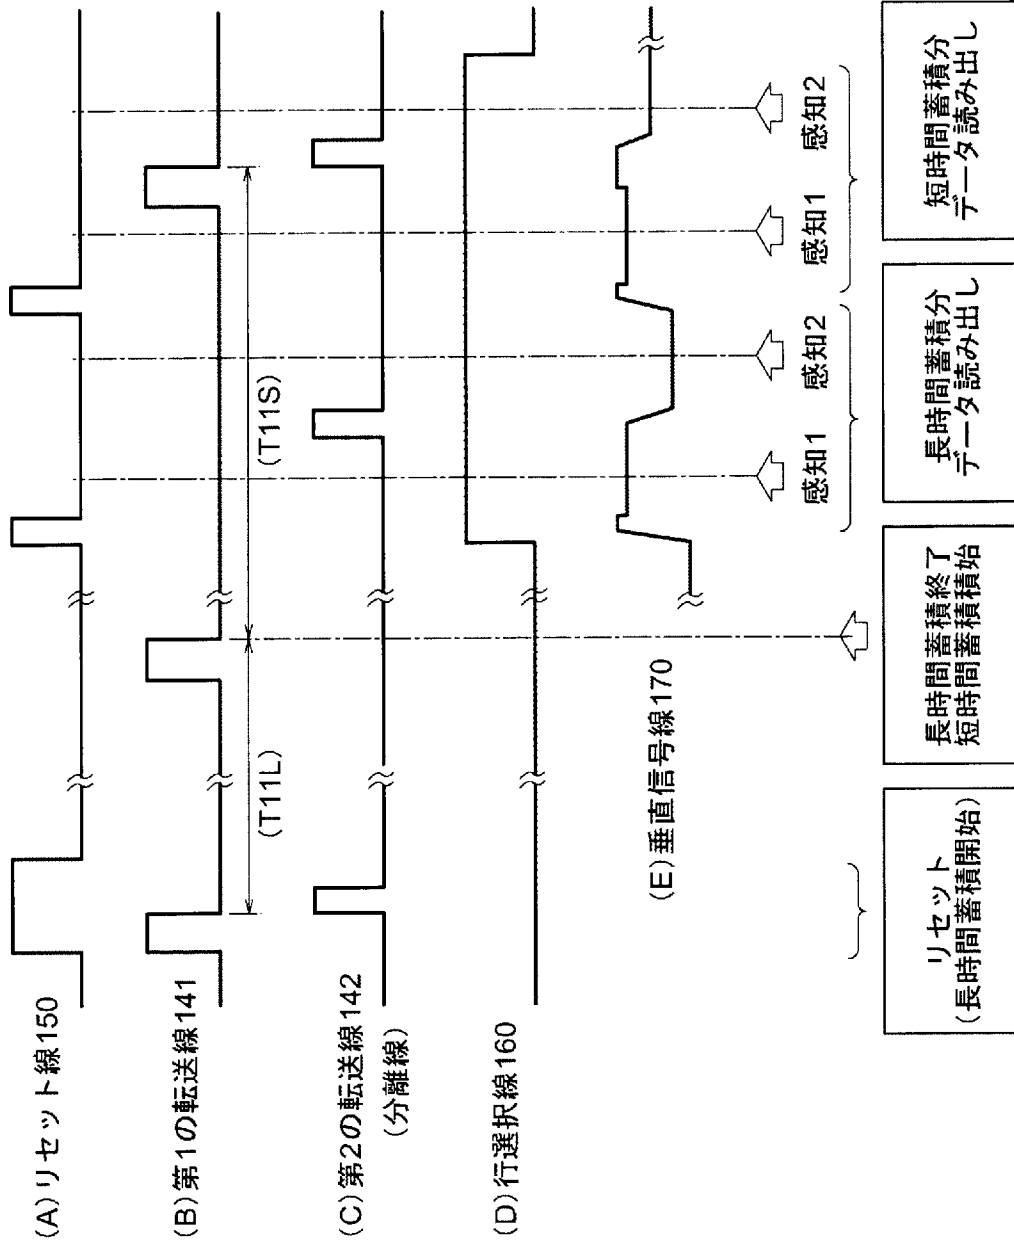 (A)リセット線150
(B)第1の転送線141
(T11L)
(T11S)
(C)第2の転送線142
(分離線)
(D)行選択線160
(E)垂直信号線170
感知1
感知2
感知1
感知2
リセット
(長時間蓄積開始)
長時間蓄積終了
短時間蓄積積始
長時間蓄積分
データ読み出し
短時間蓄積分
データ読み出し